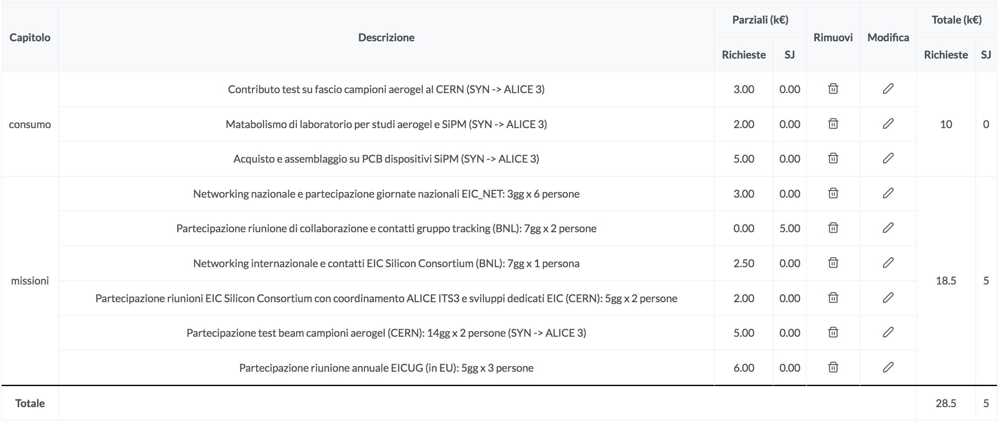 Capitolo Descrizione Parziali (k€) Rimuovi Modifica Totale (k€)
Richieste SJ Richieste SJ
consumo Contributo test su fascio campioni aerogel al CERN (SYN -> ALICE 3) 3.00 0.00 10 0
Matabolismo di laboratorio per studi aerogel e SiPM (SYN -> ALICE 3) 2.00 0.00
Acquisto e assemblaggio su PCB dispositivi SiPM (SYN -> ALICE 3) 5.00 0.00
missioni Networking nazionale e partecipazione giornate nazionali EIC_NET: 3gg x 6 persone 3.00 0.00 18.5 5
Partecipazione riunione di collaborazione e contatti gruppo tracking (BNL): 7gg x 2 persone 0.00 5.00
Networking internazionale e contatti EIC Silicon Consortium (BNL): 7gg x 1 persona 2.50 0.00
Partecipazione riunioni EIC Silicon Consortium con coordinamento ALICE ITS3 e sviluppi dedicati EIC (CERN): 5gg x 2 persone 2.00 0.00
Partecipazione test beam campioni aerogel (CERN): 14gg x 2 persone (SYN -> ALICE 3) 5.00 0.00
Partecipazione riunione annuale EICUG (in EU): 5gg x 3 persone 6.00 0.00
Totale 28.5 5